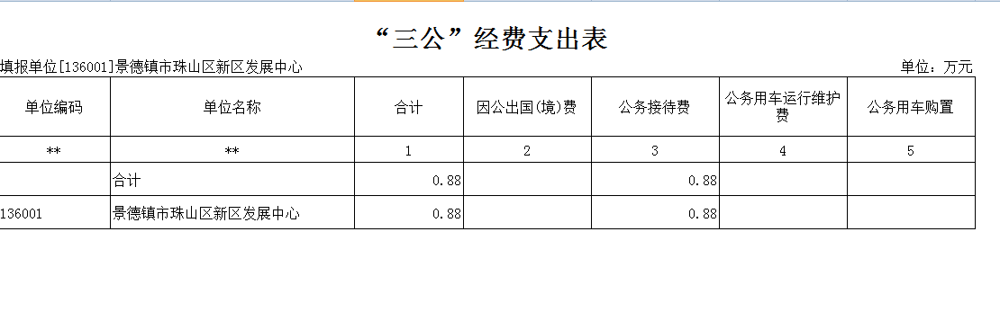 “三公”经费支出表
填报单位[136001]景德镇市珠山区新区发展中心 单位：万元
单位编码 单位名称 合计 因公出国(境)费 公务接待费 公务用车运行维护费 公务用车购置
** ** 1 2 3 4 5
合计 0.88 0.88
136001 景德镇市珠山区新区发展中心 0.88 0.88